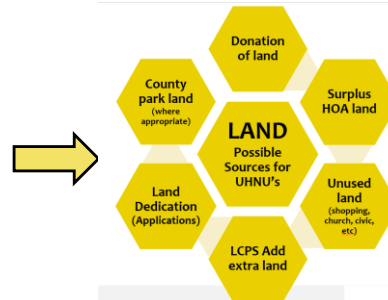 Donation
of land
County
park land
(where
appropriate)
Surplus
HOA land
LAND
Possible
Sources for
UHNU's
Land
Dedication
(Applications)
Unused
land
(shopping,
church, civic,
etc)
LCPS Add
extra land